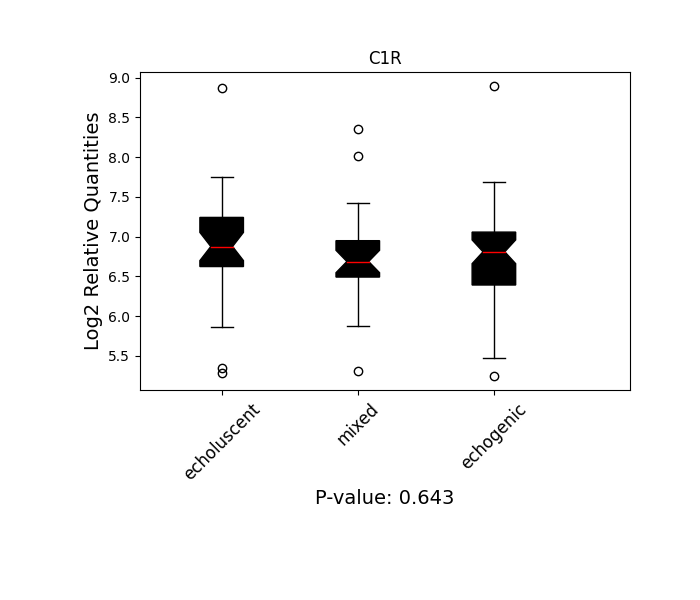 C1R
Log2 Relative Quantities
9.0
8.5
8.0
7.5
7.0
6.5
6.0
5.5
echoluscent
mixed
echogenic
P-value: 0.643